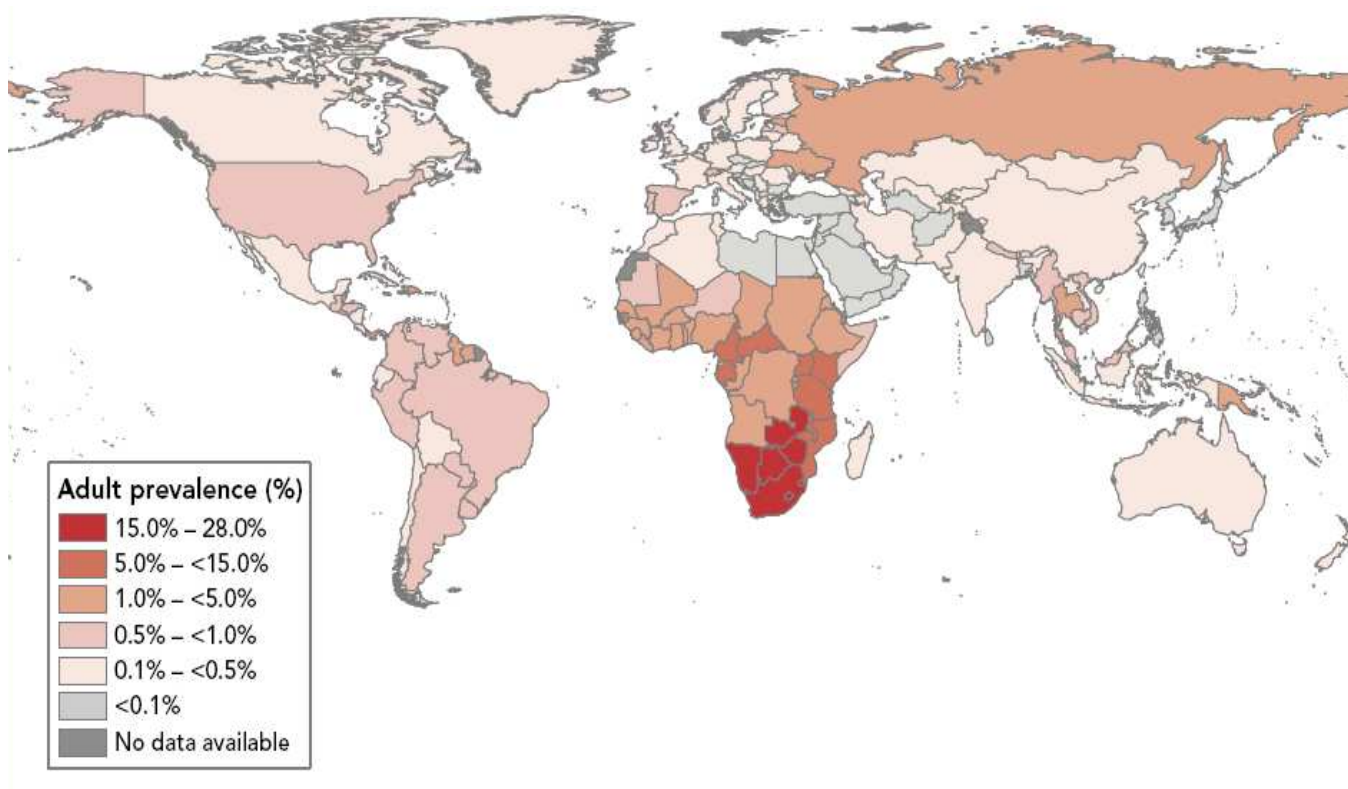 Adult prevalence (%)
15.0% – 28.0%
5.0% – <15.0%
1.0% – <5.0%
0.5% – <1.0%
0.1% – <0.5%
<0.1%
No data available